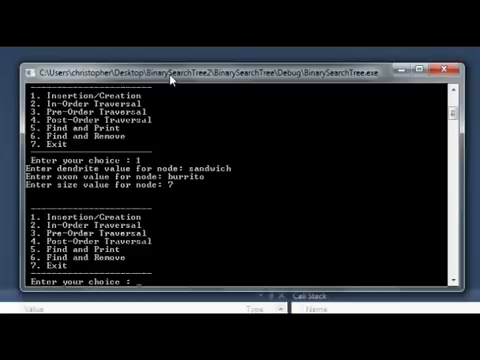 C:\Users\christopher\Desktop\BinarySearchTree2\BinarySearchTree\Debug\BinarySearchTree.exe
1. Insertion/Creation
2. In-Order Traversal
3. Pre-Order Traversal
4. Post-Order Traversal
5. Find and Print
6. Find and Remove
7. Exit
Enter your choice : 1
Enter dendrite value for node: sandwich
Enter axon value for node: burrito
Enter size value for node: 7
1. Insertion/Creation
2. In-Order Traversal
3. Pre-Order Traversal
4. Post-Order Traversal
5. Find and Print
6. Find and Remove
7. Exit
Enter your choice : _
Call Stack
Value Type Name